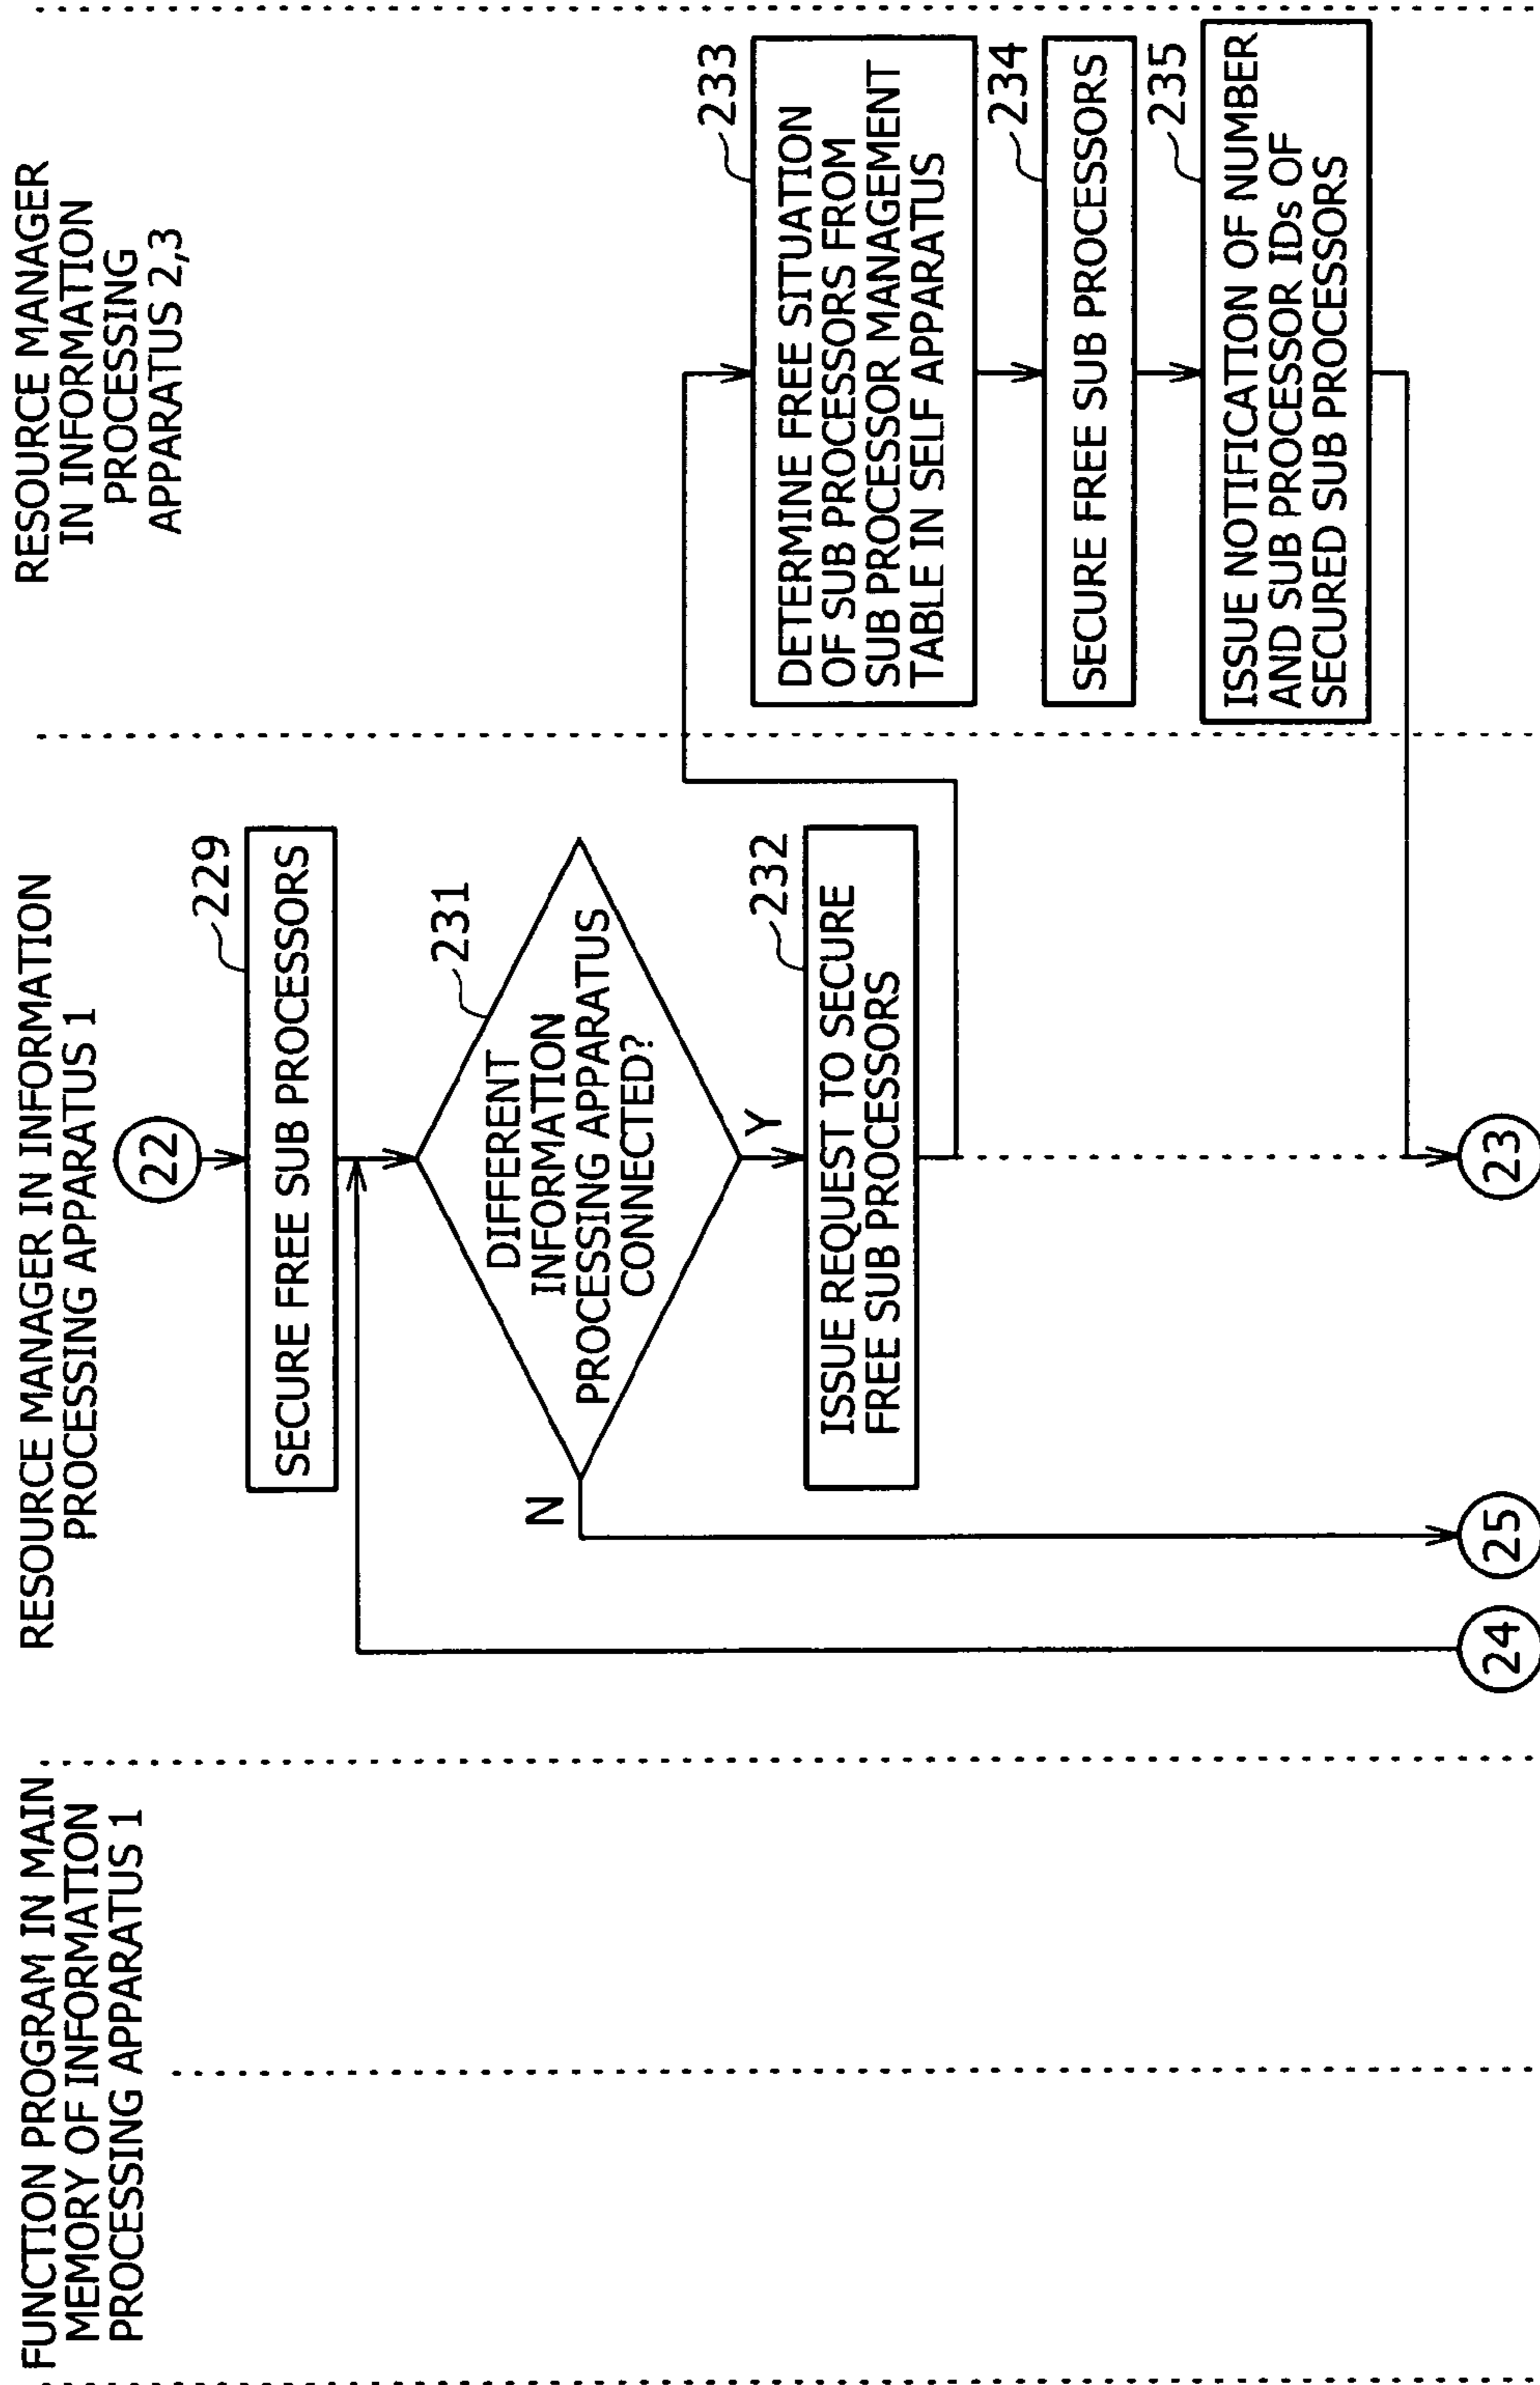 FUNCTION PROGRAM IN MAIN
MEMORY OF INFORMATION
PROCESSING APPARATUS 1
RESOURCE MANAGER IN INFORMATION
PROCESSING APPARATUS 1
RESOURCE MANAGER
IN INFORMATION
PROCESSING
APPARATUS 2,3
22
229
SECURE FREE SUB PROCESSORS
231
DIFFERENT
INFORMATION
PROCESSING APPARATUS
CONNECTED?
N
Y
232
ISSUE REQUEST TO SECURE
FREE SUB PROCESSORS
233
DETERMINE FREE SITUATION
OF SUB PROCESSORS FROM
SUB PROCESSOR MANAGEMENT
TABLE IN SELF APPARATUS
234
SECURE FREE SUB PROCESSORS
235
ISSUE NOTIFICATION OF NUMBER
AND SUB PROCESSOR IDs OF
SECURED SUB PROCESSORS
24
25
23